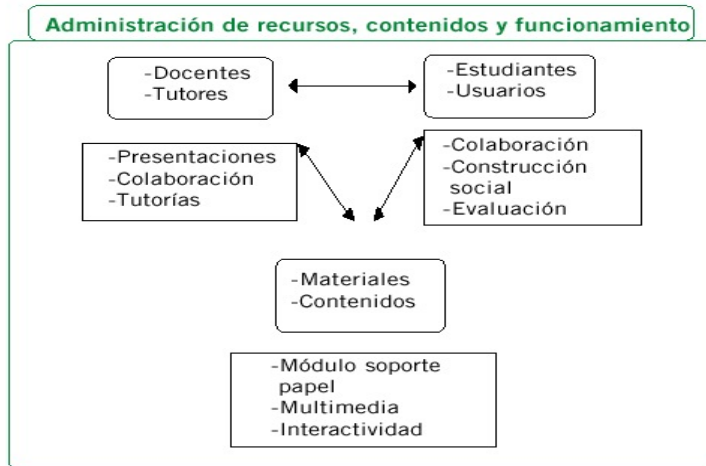 Administración de recursos, contenidos y funcionamiento
-Docentes
-Tutores
-Estudiantes
-Usuarios
-Presentaciones
-Colaboración
-Tutorías
-Colaboración
-Construcción
social
-Evaluación
-Materiales
-Contenidos
-Módulo soporte
papel
-Multimedia
-Interactividad